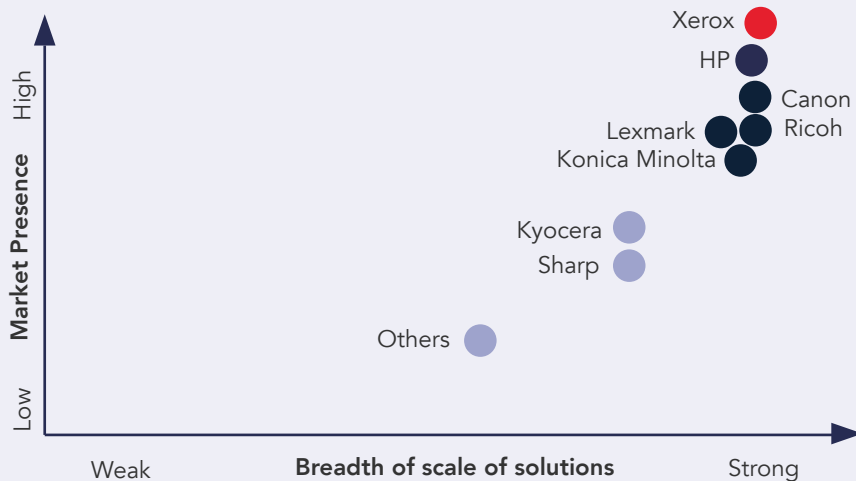 Xerox
HP
Canon
Lexmark
Ricoh
Konica Minolta
Kyocera
Sharp
Others
High
Market Presence
Low
Weak
Breadth of scale of solutions
Strong